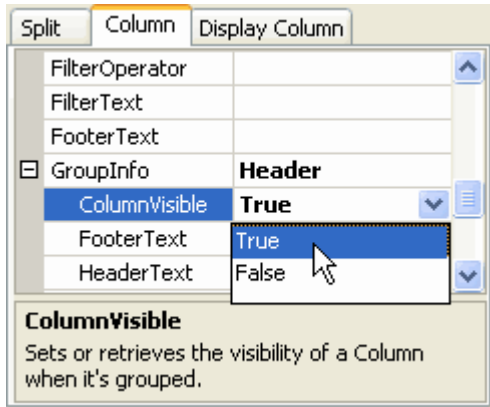 Split Column Display Column
FilterOperator
FilterText
FooterText
GroupInfo Header
ColumnVisible True
FooterText True
HeaderText False
ColumnVisible
Sets or retrieves the visibility of a Column
when it's grouped.